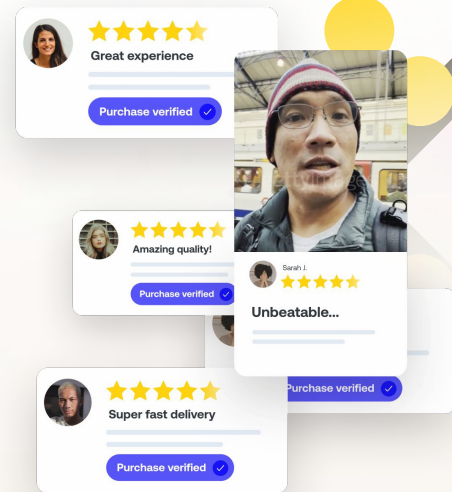 Great experience
Purchase verified
Amazing quality!
Purchase verified
Sarah J.
Unbeatable...
Purchase verified
Super fast delivery
Purchase verified